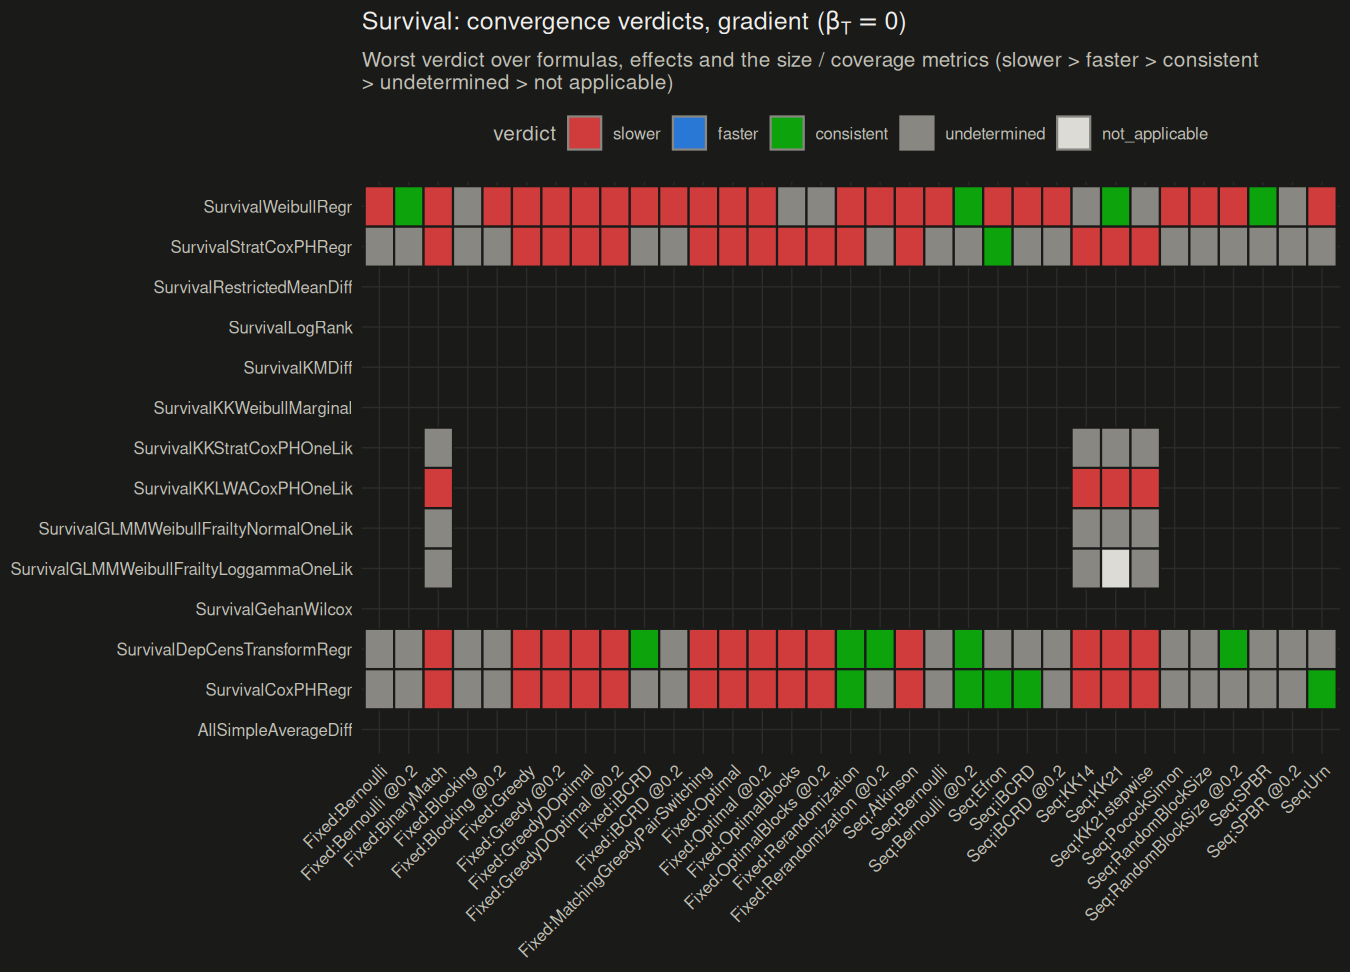 Survival: convergence verdicts, gradient (βT = 0)
Worst verdict over formulas, effects and the size / coverage metrics (slower > faster > consistent
> undetermined > not applicable)
verdict slower faster consistent undetermined not_applicable
SurvivalWeibullRegr
SurvivalStratCoxPHRegr
SurvivalRestrictedMeanDiff
SurvivalLogRank
SurvivalKMDiff
SurvivalKKWeibullMarginal
SurvivalKKStratCoxPHOneLik
SurvivalKKLWACoxPHOneLik
SurvivalGLMMWeibullFrailtyNormalOneLik
SurvivalGLMMWeibullFrailtyLoggammaOneLik
SurvivalGehanWilcox
SurvivalDepCensTransformRegr
SurvivalCoxPHRegr
AllSimpleAverageDiff
Fixed:Bernoulli
Fixed:Bernoulli @0.2
Fixed:BinaryMatch
Fixed:Blocking
Fixed:Blocking @0.2
Fixed:Greedy
Fixed:Greedy @0.2
Fixed:GreedyDOptimal
Fixed:GreedyDOptimal @0.2
Fixed:iBCRD
Fixed:iBCRD @0.2
Fixed:MatchingGreedyPairSwitching
Fixed:Optimal
Fixed:Optimal @0.2
Fixed:OptimalBlocks
Fixed:OptimalBlocks @0.2
Fixed:Rerandomization
Fixed:Rerandomization @0.2
Seq:Atkinson
Seq:Bernoulli
Seq:Bernoulli @0.2
Seq:Efron
Seq:iBCRD
Seq:iBCRD @0.2
Seq:KK14
Seq:KK21
Seq:KK21stepwise
Seq:PocockSimon
Seq:RandomBlockSize
Seq:RandomBlockSize @0.2
Seq:SPBR
Seq:SPBR @0.2
Seq:Urn